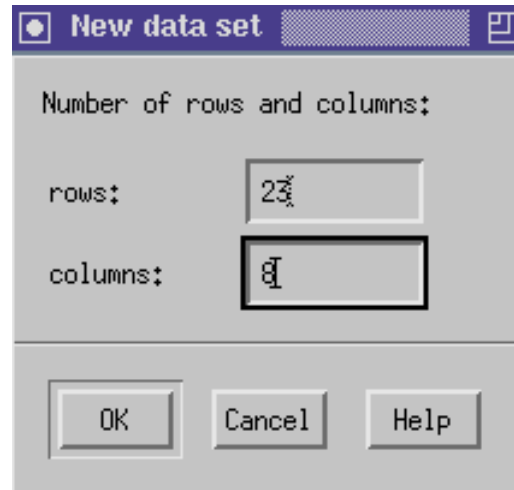 New data set
Number of rows and columns:
rows: 23
columns: 8
OK Cancel Help